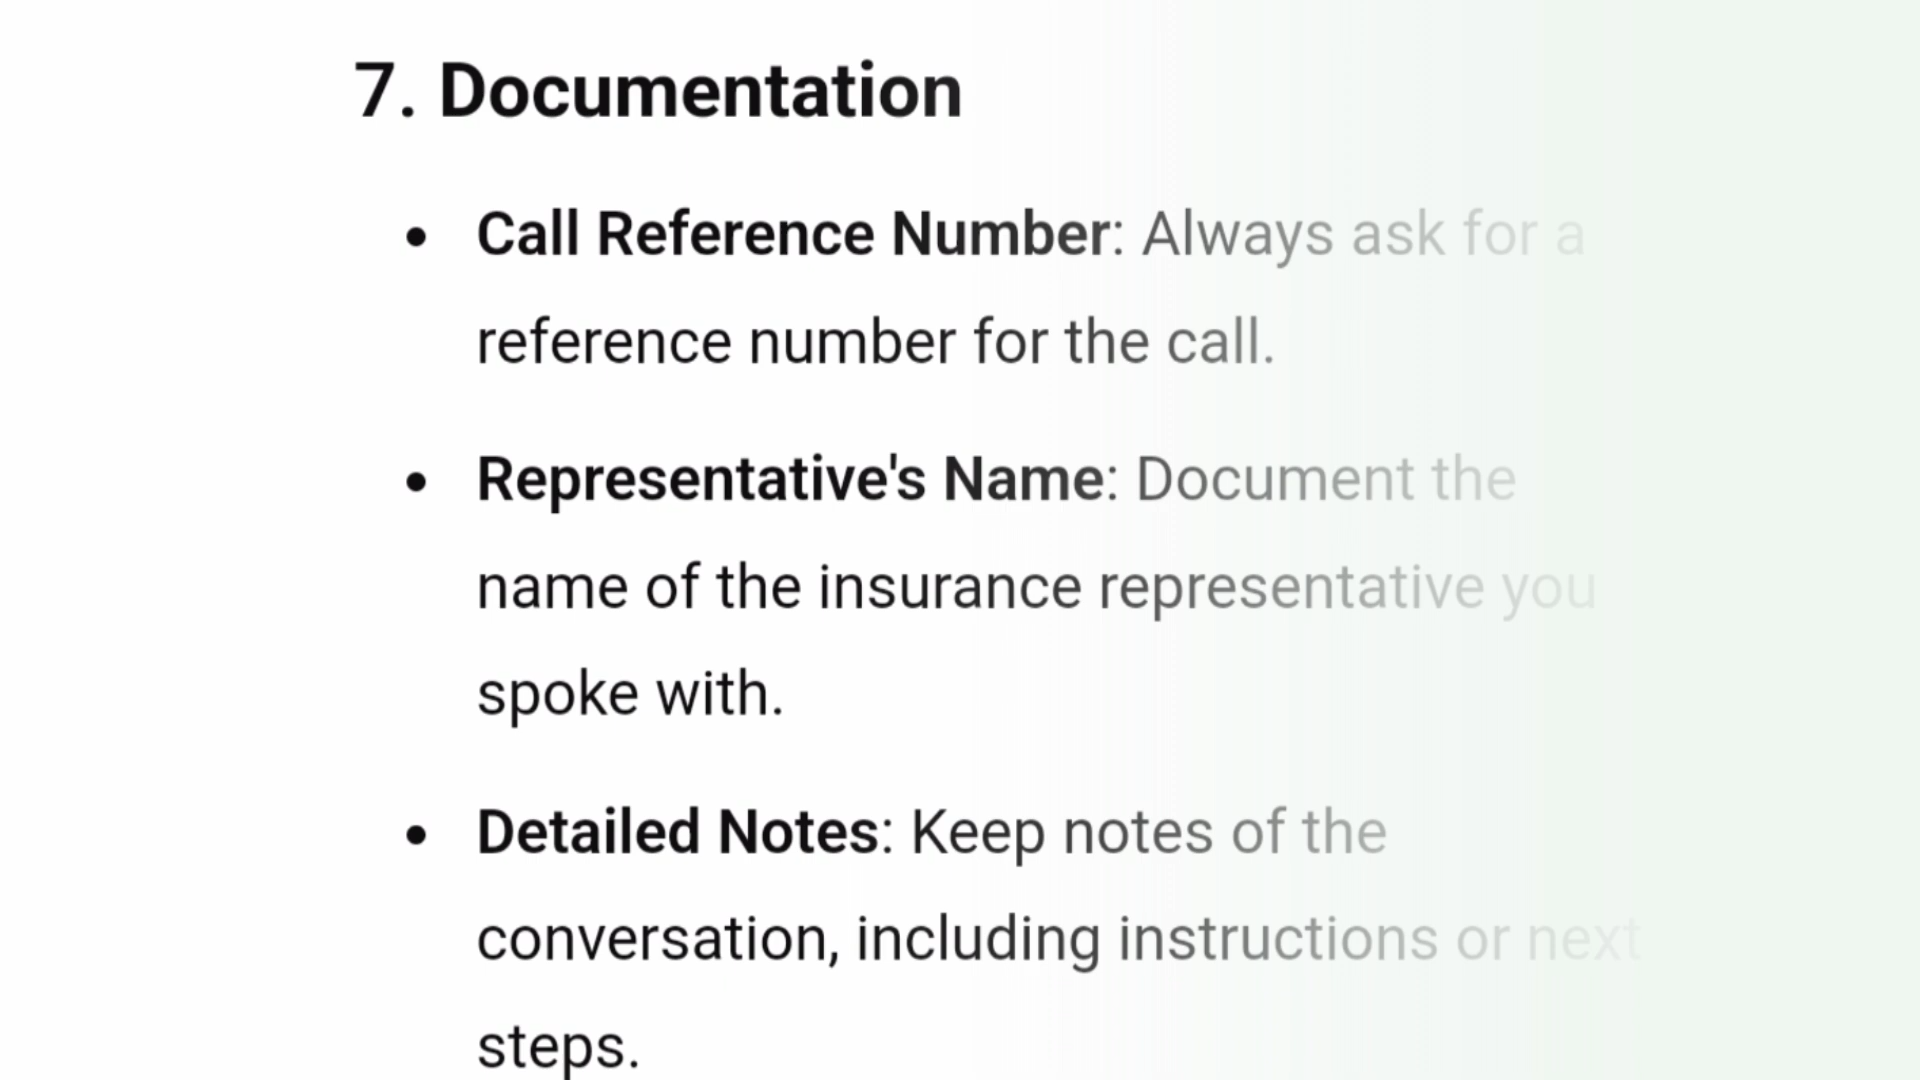 7. Documentation
• Call Reference Number: Always ask for a
reference number for the call.
• Representative's Name: Document the
name of the insurance representative you
spoke with.
• Detailed Notes: Keep notes of the
conversation, including instructions or next
steps.